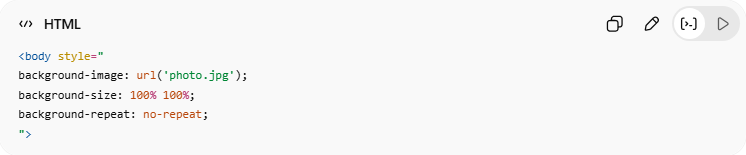 HTML
<body style="
background-image: url('photo.jpg');
background-size: 100% 100%;
background-repeat: no-repeat;
">